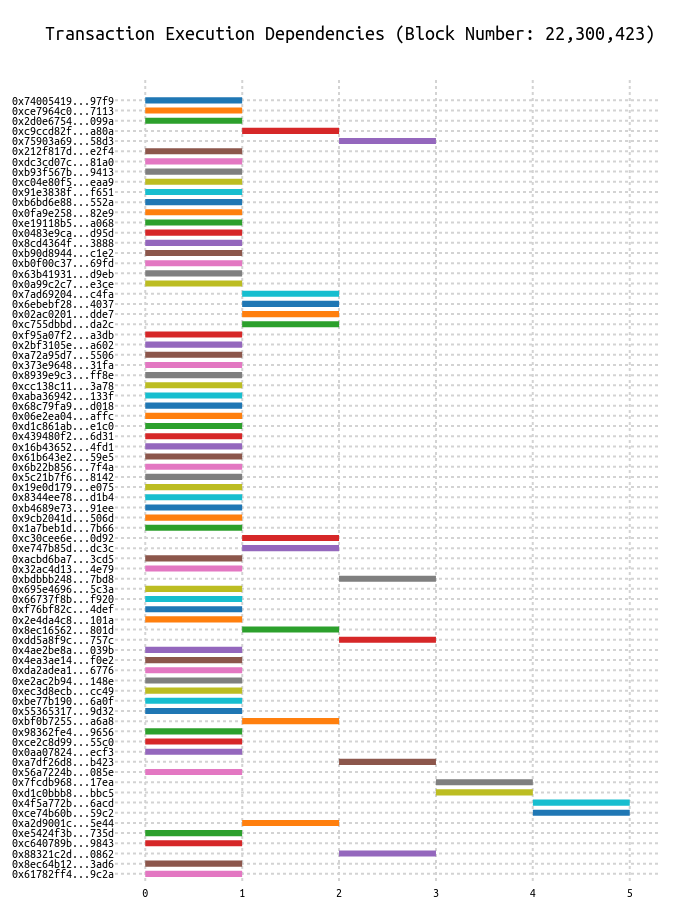 Transaction Execution Dependencies (Block Number: 22,300,423)
0x74005419...97f9
0xce7964c0...7113
0x2d0e6754...099a
0xc9ccd82f...a80a
0x75903a69...58d3
0x212f817d...e2f4
0xdc3cd07c...81a0
0xb93f567b...9413
0xc04e80f5...eaa9
0x91e3838f...f651
0xb6bd6e88...552a
0x0fa9e258...82e9
0xe19118b5...a068
0x0483e9ca...d95d
0x8cd4364f...3888
0xb90d8944...c1e2
0xb0f00c37...69fd
0x63b41931...d9eb
0x0a99c2c7...e3ce
0x7ad69204...c4fa
0x6ebebf28...4037
0x02ac0201...dde7
0xc755dbbd...da2c
0xf95a07f2...a3db
0x2bf3105e...a602
0xa72a95d7...5506
0x373e9648...31fa
0x8939e9c3...ff8e
0xcc138c11...3a78
0xaba36942...133f
0x68c79fa9...d018
0x06e2ea04...affc
0xd1c861ab...e1c0
0x439480f2...6d31
0x16b43652...4fd1
0x61b643e2...59e5
0x6b22b856...7f4a
0x5c21b7f6...8142
0x19e0d179...e075
0x8344ee78...d1b4
0xb4689e73...91ee
0x9cb2041d...506d
0x1a7beb1d...7b66
0xc30cee6e...0d92
0xe747b85d...dc3c
0xacbd6ba7...3cd5
0x32ac4d13...4e79
0xbdbbb248...7bd8
0x695e4696...5c3a
0x66737f8b...f920
0xf76bf82c...4def
0x2e4da4c8...101a
0x8ec16562...801d
0xdd5a8f9c...757c
0x4ae2be8a...039b
0x4ea3ae14...f0e2
0xda2adea1...6776
0xe2ac2b94...148e
0xec3d8ecb...cc49
0xbe77b190...6a0f
0x55365317...9d32
0xbf0b7255...a6a8
0x98362fe4...9656
0xce2c8d99...55c0
0x0aa07824...ecf3
0xa7df26d8...b423
0x56a7224b...085e
0x7fcdb968...17ea
0xd1c0bbb8...bbc5
0x4f5a772b...6acd
0xce74b60b...59c2
0xa2d9001c...5e44
0xe5424f3b...735d
0xc640789b...9843
0x88321c2d...0862
0x8ec64b12...3ad6
0x61782ff4...9c2a
0 1 2 3 4 5